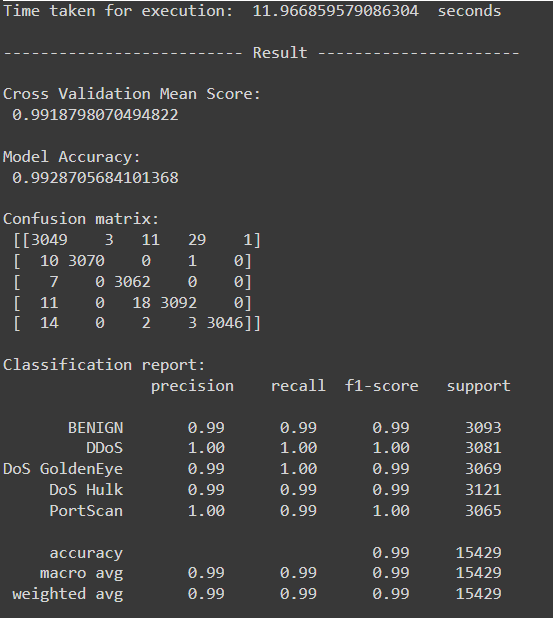 Time taken for execution:  11.966859579086304  seconds
-------------------------- Result ----------------------
Cross Validation Mean Score:
 0.9918798070494822
Model Accuracy:
 0.9928705684101368
Confusion matrix:
 [[3049    3   11   29    1]
 [  10 3070    0    1    0]
 [   7    0 3062    0    0]
 [  11    0   18 3092    0]
 [  14    0    2    3 3046]]
Classification report:
                precision    recall  f1-score   support
       BENIGN       0.99      0.99      0.99      3093
         DDoS       1.00      1.00      1.00      3081
DoS GoldenEye       0.99      1.00      0.99      3069
     DoS Hulk       0.99      0.99      0.99      3121
     PortScan       1.00      0.99      1.00      3065
     accuracy                           0.99     15429
    macro avg       0.99      0.99      0.99     15429
 weighted avg       0.99      0.99      0.99     15429